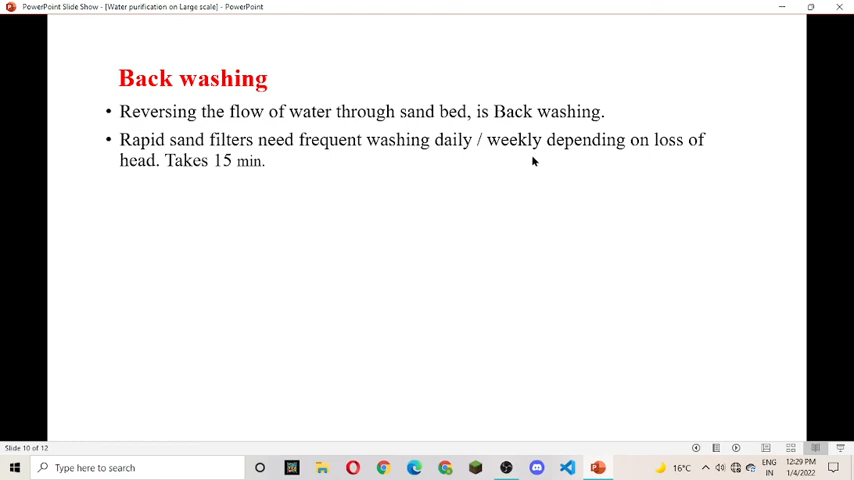 PowerPoint Slide Show - [Water purification on Large scale] - PowerPoint
Back washing
• Reversing the flow of water through sand bed, is Back washing.
• Rapid sand filters need frequent washing daily / weekly depending on loss of
head. Takes 15 min.
Slide 10 of 12
Type here to search
16°C
ENG
IN
12:29 PM
1/4/2022